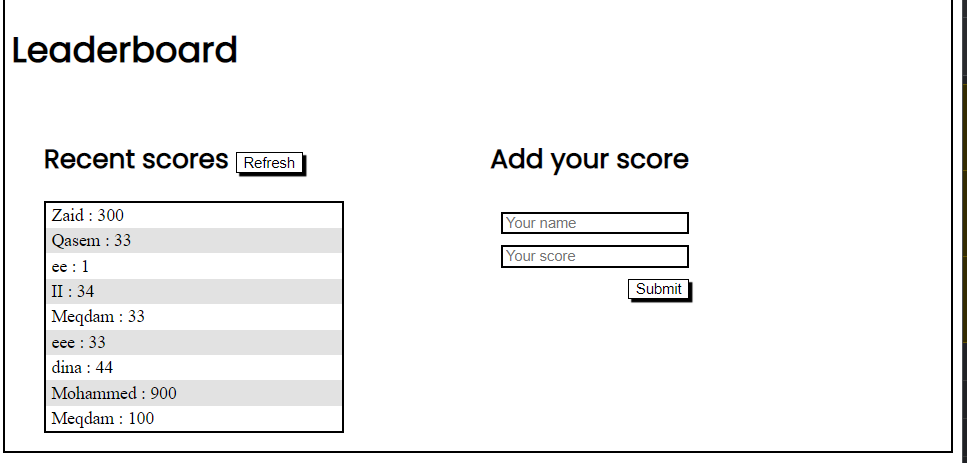 Leaderboard
Recent scores Refresh
Zaid : 300
Qasem : 33
ee : 1
II : 34
Meqdam : 33
eee : 33
dina : 44
Mohammed : 900
Meqdam : 100
Add your score
Your name
Your score
Submit